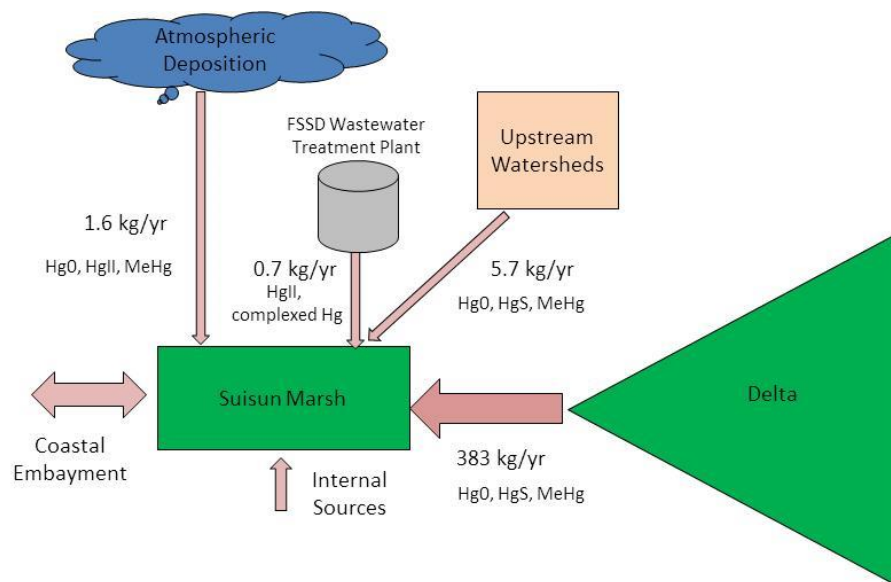 Atmospheric
Deposition
FSSD Wastewater
Treatment Plant
Upstream
Watersheds
1.6 kg/yr
Hg0, HgII, MeHg
0.7 kg/yr
HgII,
complexed Hg
5.7 kg/yr
Hg0, HgS, MeHg
Suisun Marsh
Delta
Coastal
Embayment
Internal
Sources
383 kg/yr
Hg0, HgS, MeHg